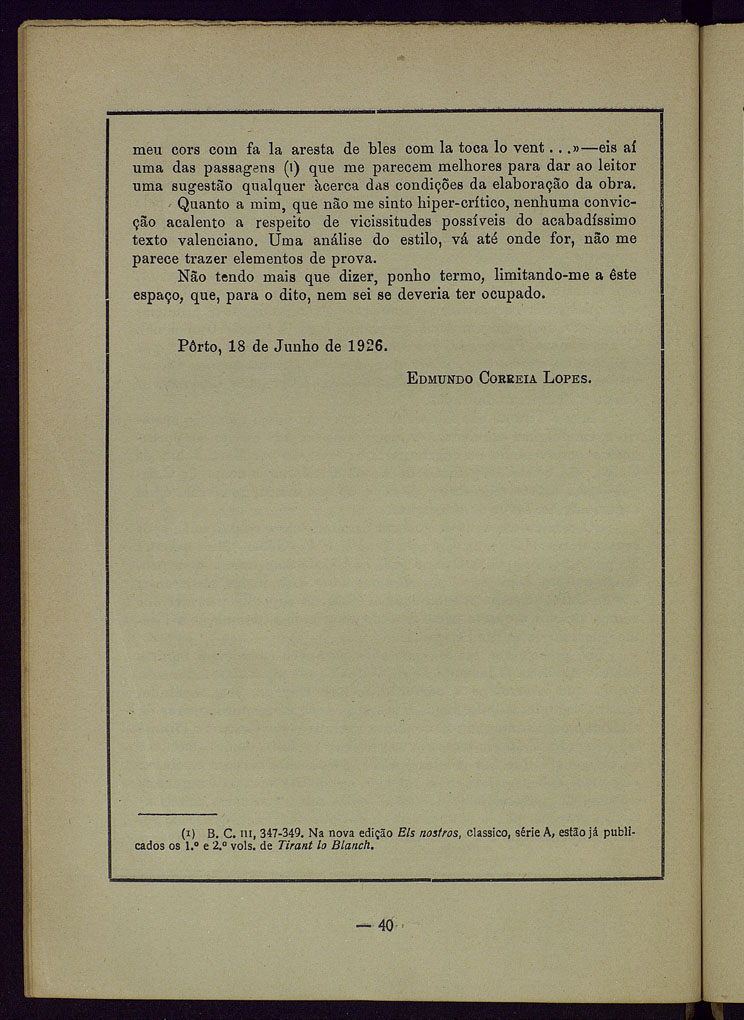 meu cors com fa la aresta de bles com la toca lo vent . . .»—eis aí
uma das passagens (1) que me parecem melhores para dar ao leitor
uma sugestão qualquer àcerca das condições da elaboração da obra.
Quanto a mim, que não me sinto hiper-crítico, nenhuma convic-
ção acalento a respeito de vicissitudes possíveis do acabadíssimo
texto valenciano. Uma análise do estilo, vá até onde for, não me
parece trazer elementos de prova.
Não tendo mais que dizer, ponho termo, limitando-me a êste
espaço, que, para o dito, nem sei se deveria ter ocupado.
Pôrto, 18 de Junho de 1926.
EDMUNDO CORREIA LOPES.
(1) B. C. III, 347-349. Na nova edição Els nostros, classico, série A, estão já publi-
cados os 1.º e 2.º vols. de Tirant lo Blanch.
— 40